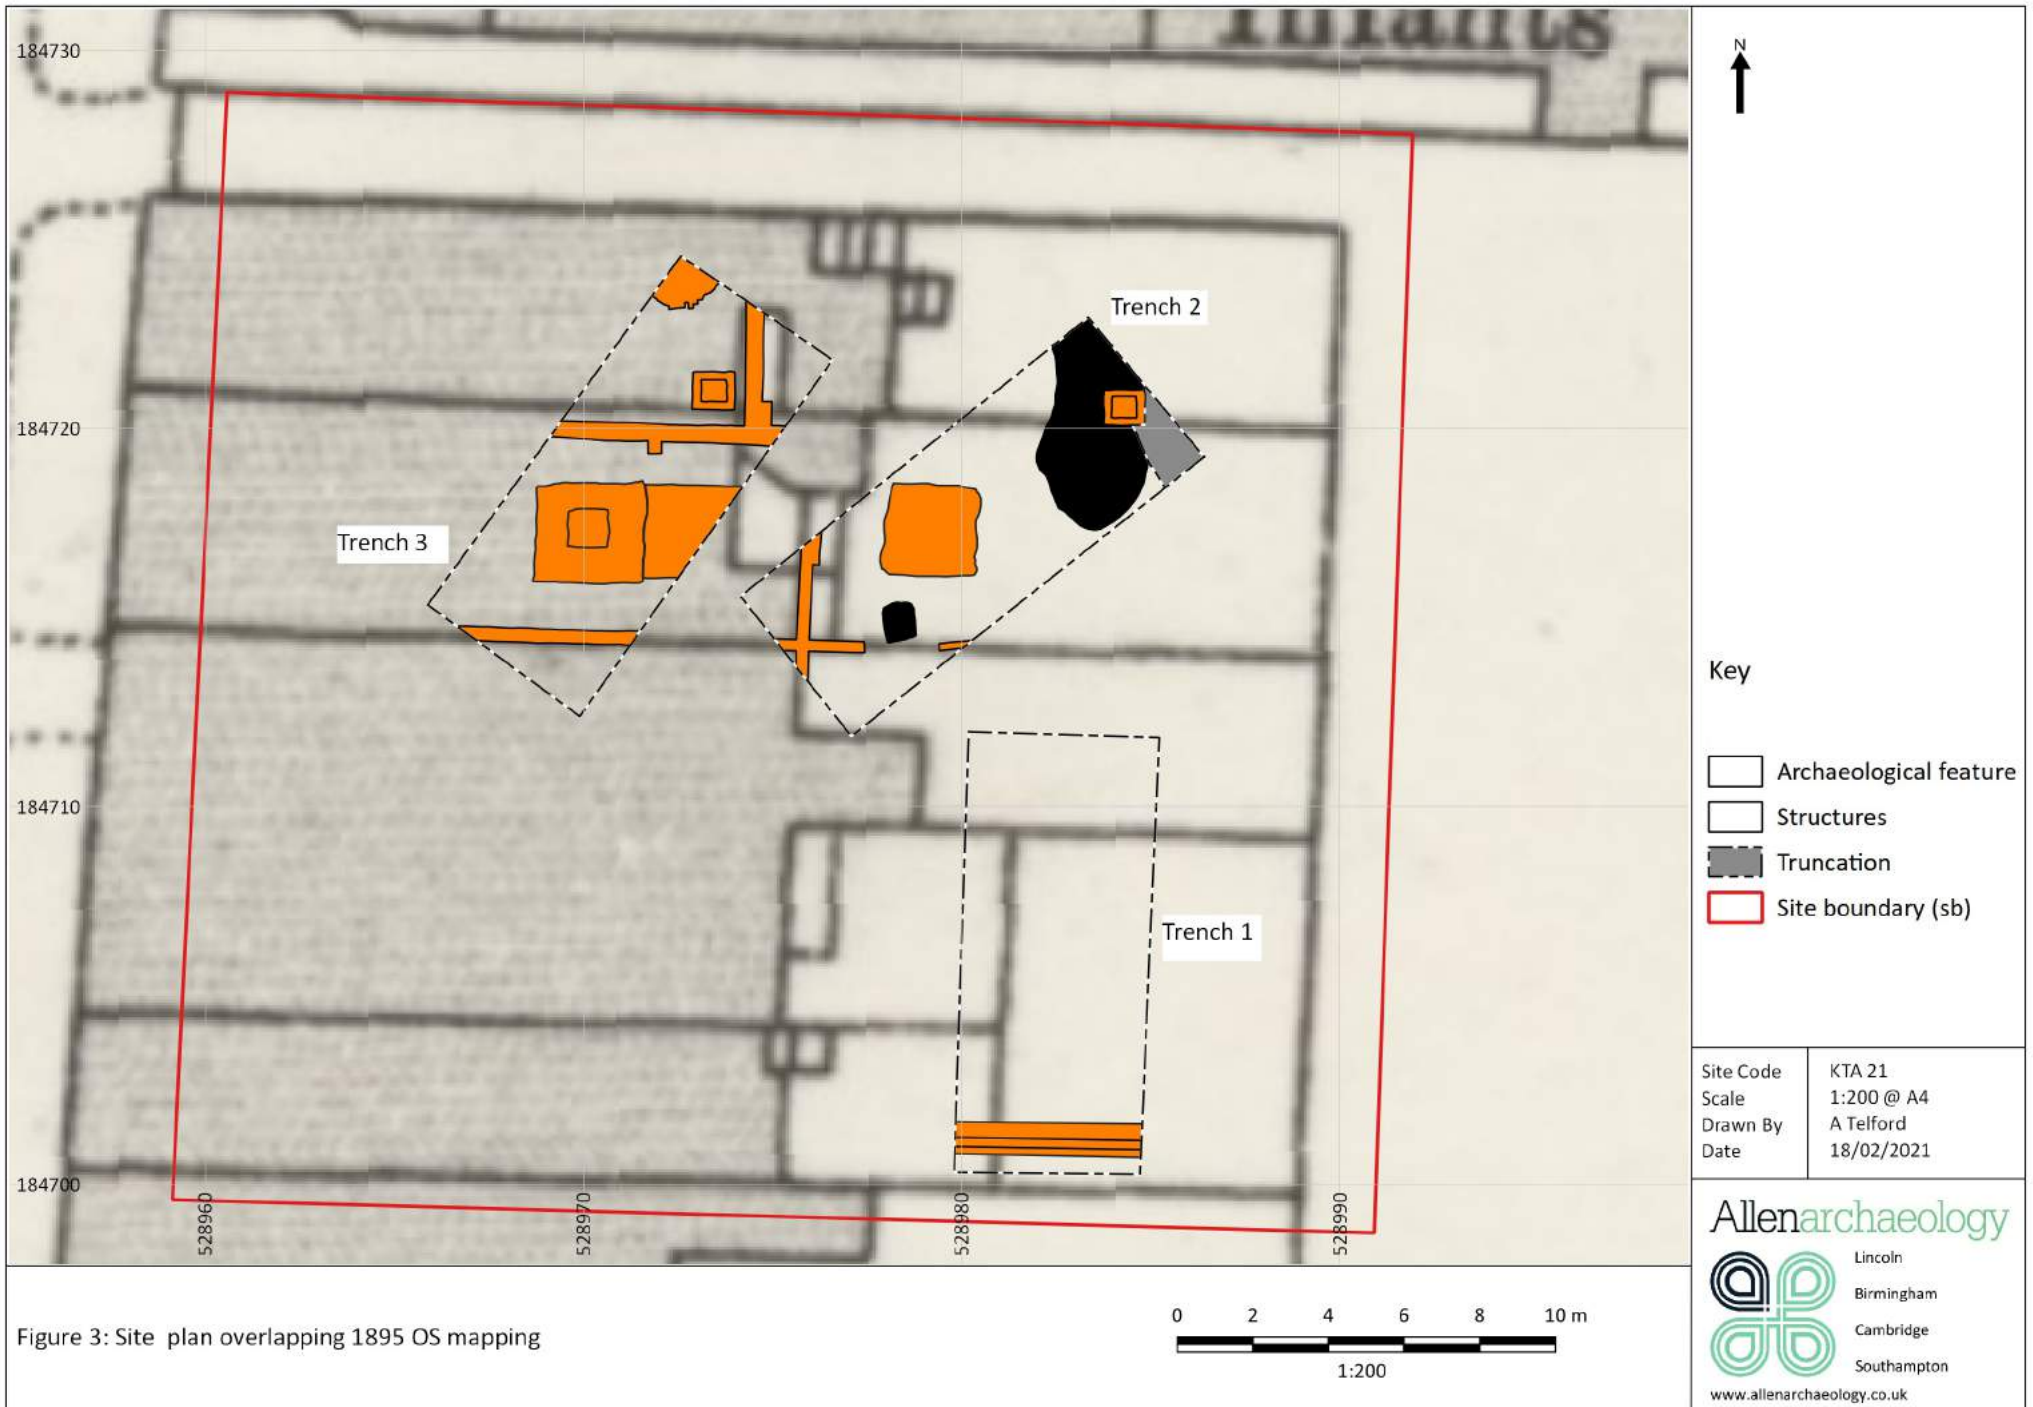 Infants
N
184730
Trench 2
184720
Trench 3
184710
Trench 1
184700
528960
528970
528980
528990
Key
Archaeological feature
Structures
Truncation
Site boundary (sb)
Site Code KTA 21
Scale 1:200 @ A4
Drawn By A Telford
Date 18/02/2021
Allenarchaeology
Lincoln
Birmingham
Cambridge
Southampton
www.allenarchaeology.co.uk
Figure 3: Site plan overlapping 1895 OS mapping
0 2 4 6 8 10 m
1:200